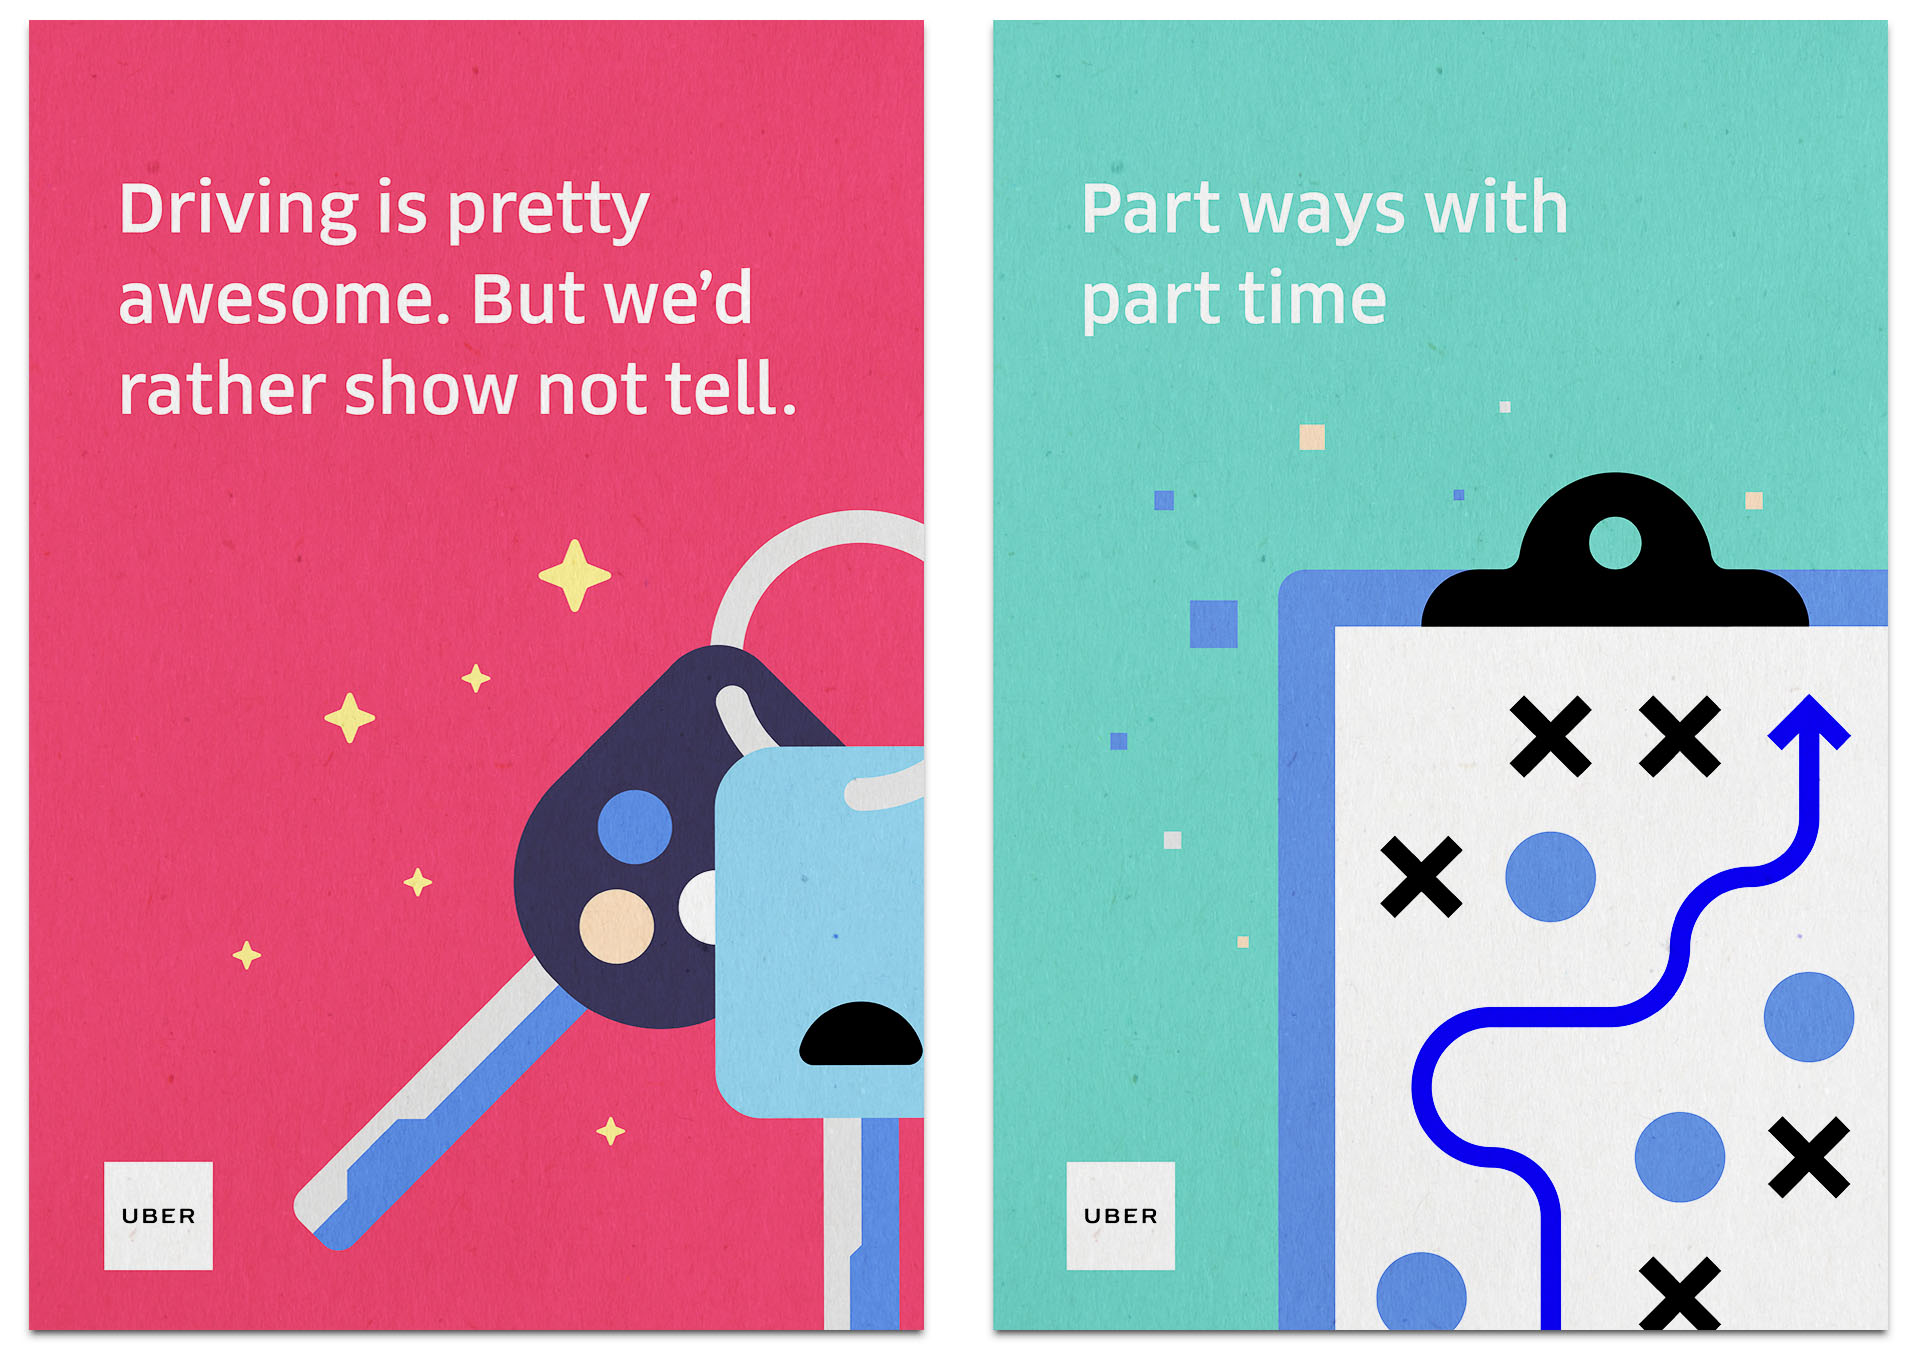 Driving is pretty
awesome. But we’d
rather show not tell.
UBER
Part ways with
part time
UBER